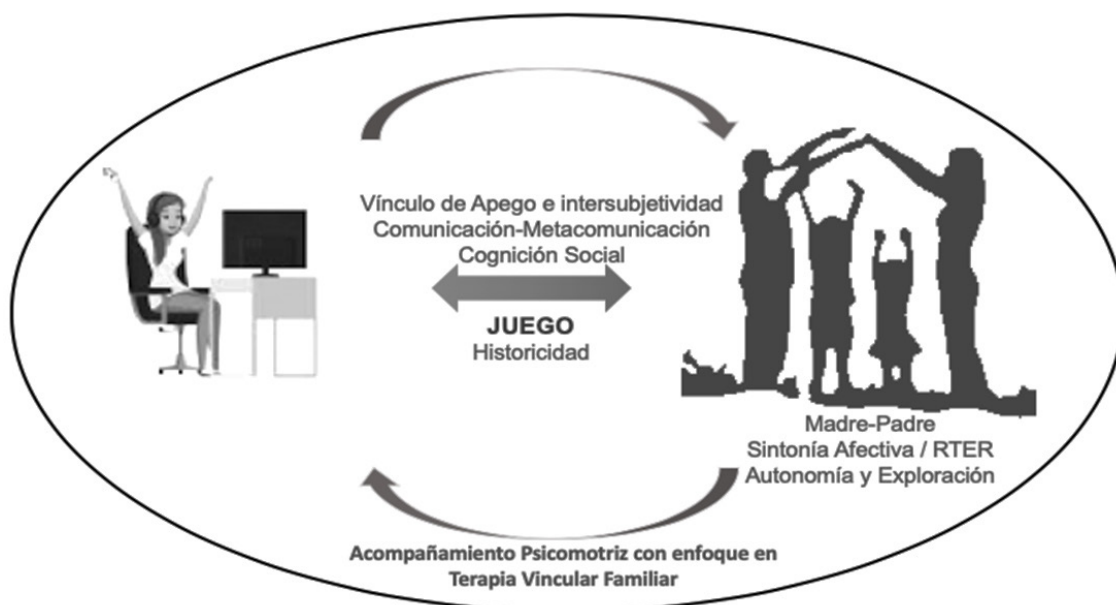 Vínculo de Apego e intersubjetividad
Comunicación-Metacomunicación
Cognición Social
JUEGO
Historicidad
Madre-Padre
Sintonía Afectiva / RTER
Autonomía y Exploración
Acompañamiento Psicomotriz con enfoque en
Terapia Vincular Familiar